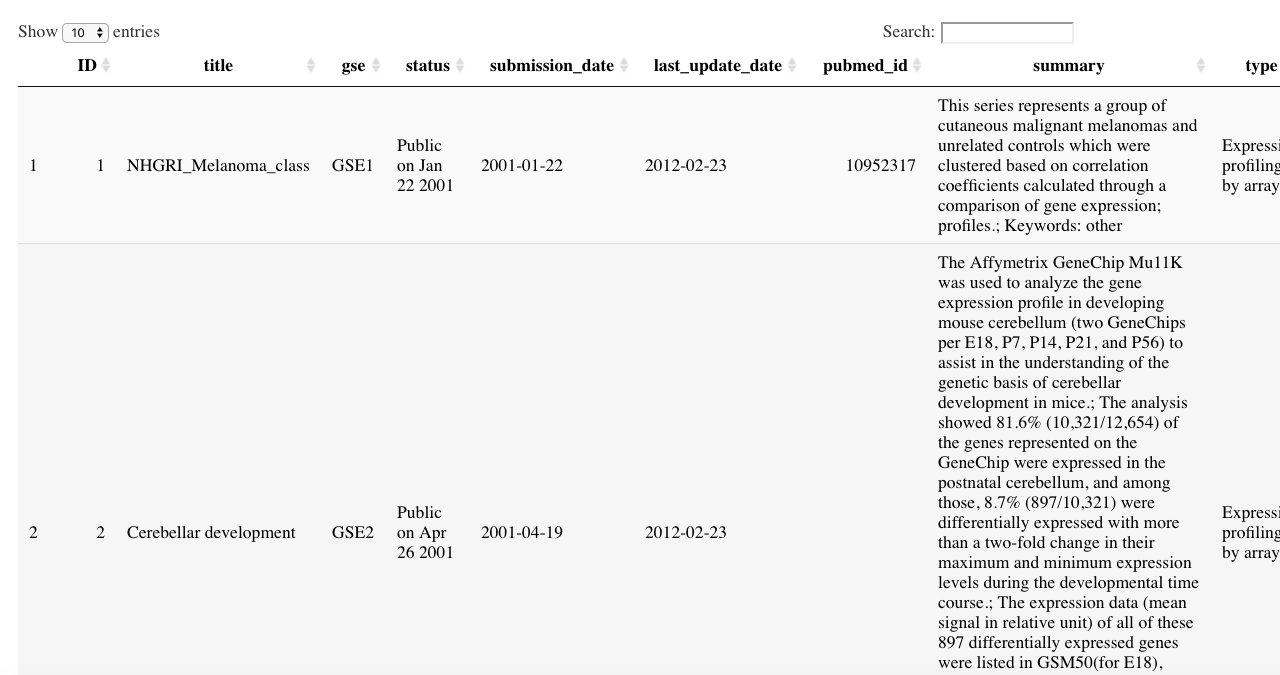 Show 10 entries
Search:
ID title gse status submission_date last_update_date pubmed_id summary type
1 1 NHGRI_Melanoma_class GSE1 Public on Jan 22 2001 2001-01-22 2012-02-23 10952317
This series represents a group of
cutaneous malignant melanomas and
unrelated controls which were
clustered based on correlation
coefficients calculated through a
comparison of gene expression;
profiles.; Keywords: other
Expressi
profiling
by array
2 2 Cerebellar development GSE2 Public on Apr 26 2001 2001-04-19 2012-02-23
The Affymetrix GeneChip Mu11K
was used to analyze the gene
expression profile in developing
mouse cerebellum (two GeneChips
per E18, P7, P14, P21, and P56) to
assist in the understanding of the
genetic basis of cerebellar
development in mice.; The analysis
showed 81.6% (10,321/12,654) of
the genes represented on the
GeneChip were expressed in the
postnatal cerebellum, and among
those, 8.7% (897/10,321) were
differentially expressed with more
than a two-fold change in their
maximum and minimum expression
levels during the developmental time
course.; The expression data (mean
signal in relative unit) of all of these
897 differentially expressed genes
were listed in GSM50(for E18),
Expressi
profiling
by array